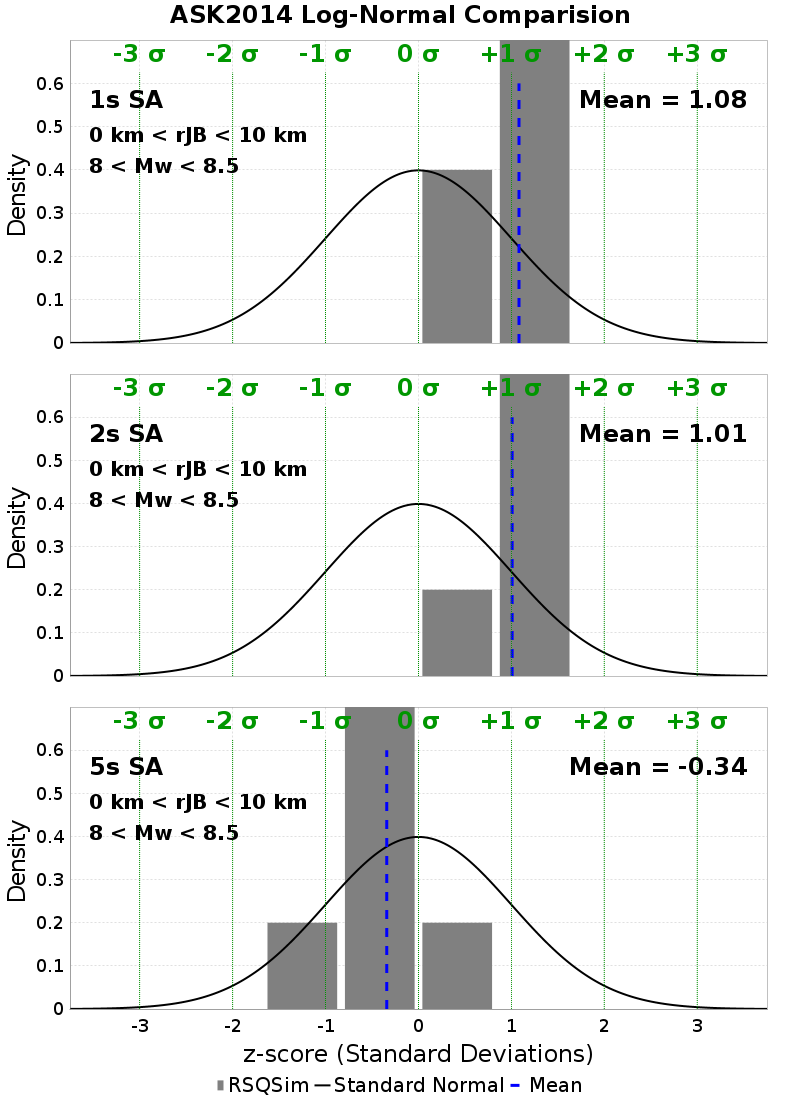 ASK2014 Log-Normal Comparision
-3 σ -2 σ -1 σ 0 σ +1 σ +2 σ +3 σ
1s SA
Mean = 1.08
0 km < rJB < 10 km
8 < Mw < 8.5
0.6
0.5
0.4
0.3
0.2
0.1
0
Density
-3 σ -2 σ -1 σ 0 σ +1 σ +2 σ +3 σ
2s SA
Mean = 1.01
0 km < rJB < 10 km
8 < Mw < 8.5
0.6
0.5
0.4
0.3
0.2
0.1
0
Density
-3 σ -2 σ -1 σ 0 σ +1 σ +2 σ +3 σ
5s SA
Mean = -0.34
0 km < rJB < 10 km
8 < Mw < 8.5
0.6
0.5
0.4
0.3
0.2
0.1
0
Density
-3 -2 -1 0 1 2 3
z-score (Standard Deviations)
RSQSim Standard Normal Mean